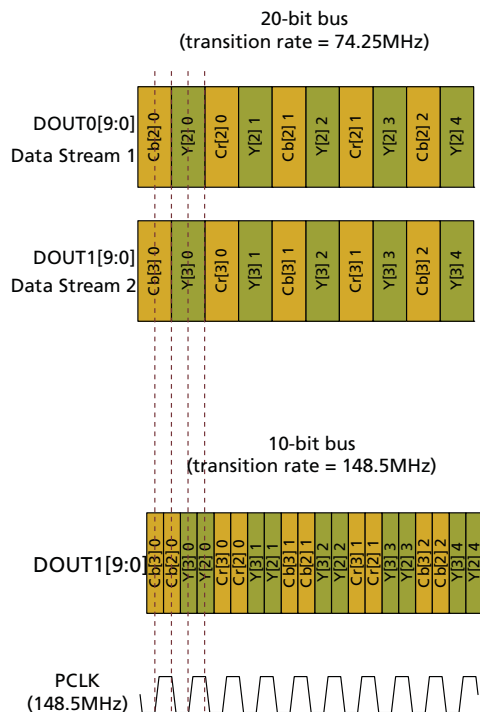 20-bit bus
(transition rate = 74.25MHz)
DOUT0[9:0]
Data Stream 1
Cb[2] 0
Y[2] 0
Cr[2] 0
Y[2] 1
Cb[2] 1
Y[2] 2
Cr[2] 1
Y[2] 3
Cb[2] 2
Y[2] 4
DOUT1[9:0]
Data Stream 2
Cb[3] 0
Y[3] 0
Cr[3] 0
Y[3] 1
Cb[3] 1
Y[3] 2
Cr[3] 1
Y[3] 3
Cb[3] 2
Y[3] 4
10-bit bus
(transition rate = 148.5MHz)
DOUT1[9:0]
Cb[3] 0
Cb[2] 0
Y[3] 0
Y[2] 0
Cr[3] 0
Cr[2] 0
Y[3] 1
Y[2] 1
Cb[3] 1
Cb[2] 1
Y[3] 2
Y[2] 2
Cr[3] 1
Cr[2] 1
Y[3] 3
Y[2] 3
Cb[3] 2
Cb[2] 2
Y[3] 4
Y[2] 4
PCLK
(148.5MHz)